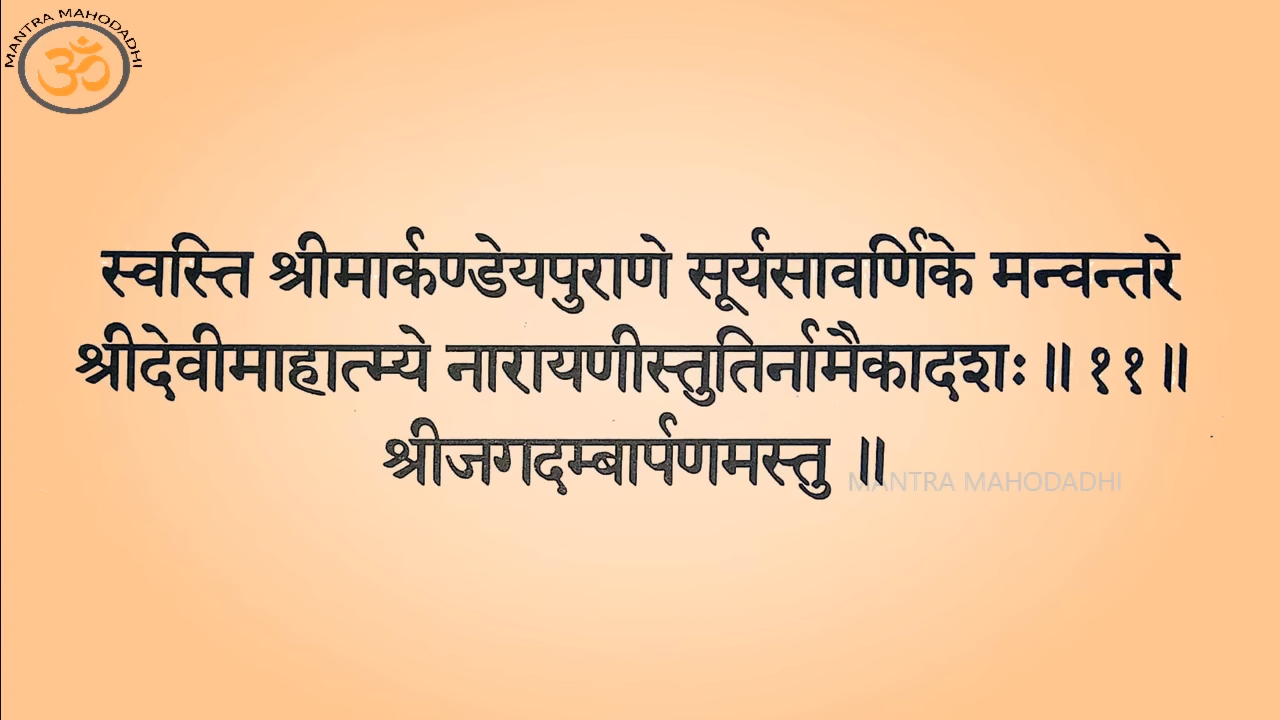 MANTRA MAHODADHI
ॐ
स्वस्ति श्रीमार्कण्डेयपुराणे सूर्यसावर्णिके मन्वन्तरे
श्रीदेवीमाहात्म्ये नारायणीस्तुतिर्नामैकादशः ॥ ११ ॥
श्रीजगदम्बार्पणमस्तु ॥
MANTRA MAHODADHI